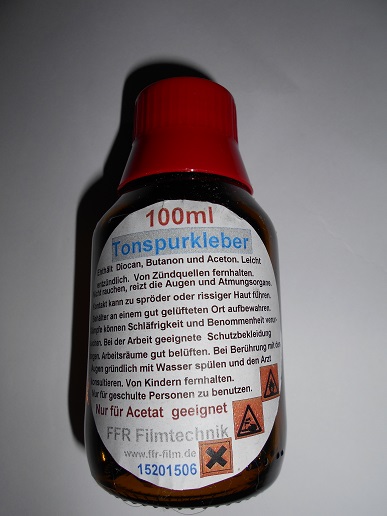 100ml
Tonspurkleber
Enthält Diocan, Butanon und Aceton. Leicht
entzündlich. Von Zündquellen fernhalten.
Nicht rauchen, reizt die Augen und Atmungsorgane.
kontakt kann zu spröder oder rissiger Haut führen.
Behälter an einem gut gelüfteten Ort aufbewahren.
Dämpfe können Schläfrigkeit und Benommenheit
suchen. Bei der Arbeit geeignete Schutzbekleidung
Arbeitsräume gut belüften. Bei Berührung mit den
Augen gründlich mit Wasser spülen und den Arzt
konsultieren. Von Kindern fernhalten.
Nur für geschulte Personen zu benutzen.
Nur für Acetat geeignet
FFR Filmtechnik
www.ffr-film.de
15201506